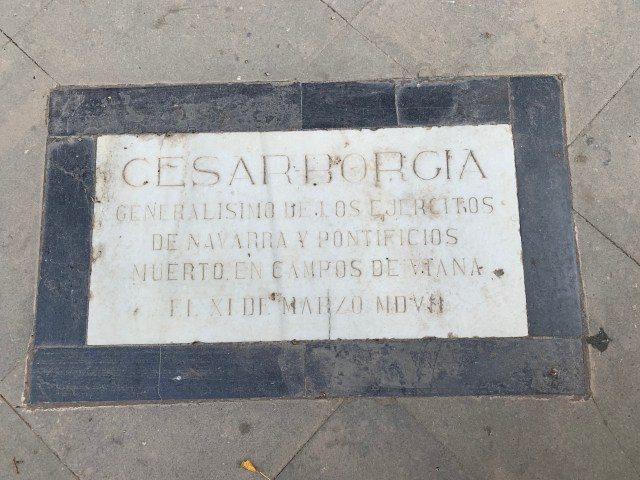 CESAR·BORGIA
GENERALISIMO DE LOS EJERCITOS
DE NAVARRA Y PONTIFICIOS
MUERTO EN CAMPOS DE VIANA
EL XI DE MARZO MDVII